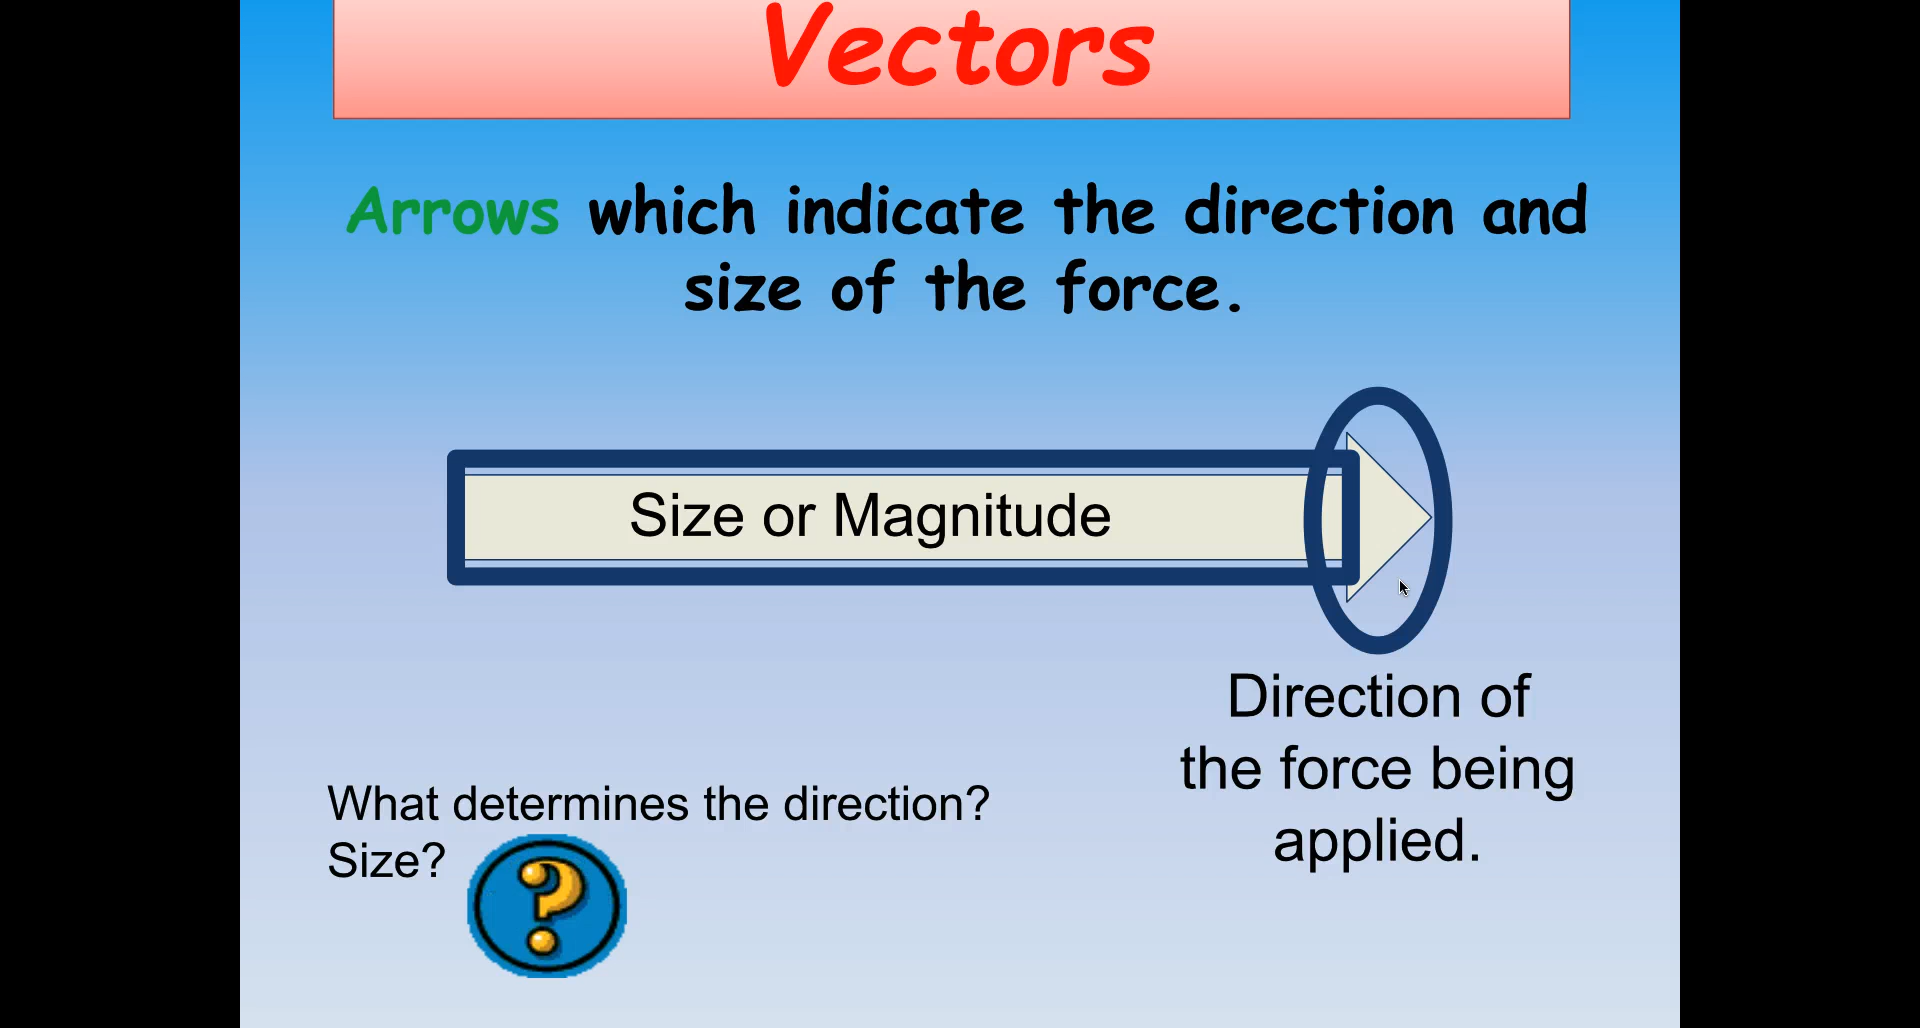 Vectors
Arrows which indicate the direction and
size of the force.
Size or Magnitude
Direction of
the force being
applied.
What determines the direction?
Size?
?